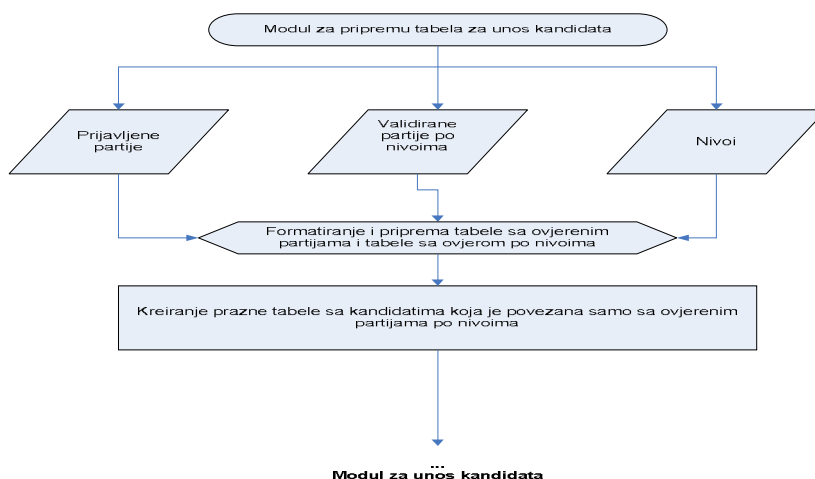 Modul za pripremu tabela za unos kandidata
Prijavljene
partije
Validirane
partije po
nivoima
Nivoi
Formatiranje i priprema tabele sa ovjerenim
partijama i tabele sa ovjerom po nivoima
Kreiranje prazne tabele sa kandidatima koja je povezana samo sa ovjerenim
partijama po nivoima
...
Modul za unos kandidata